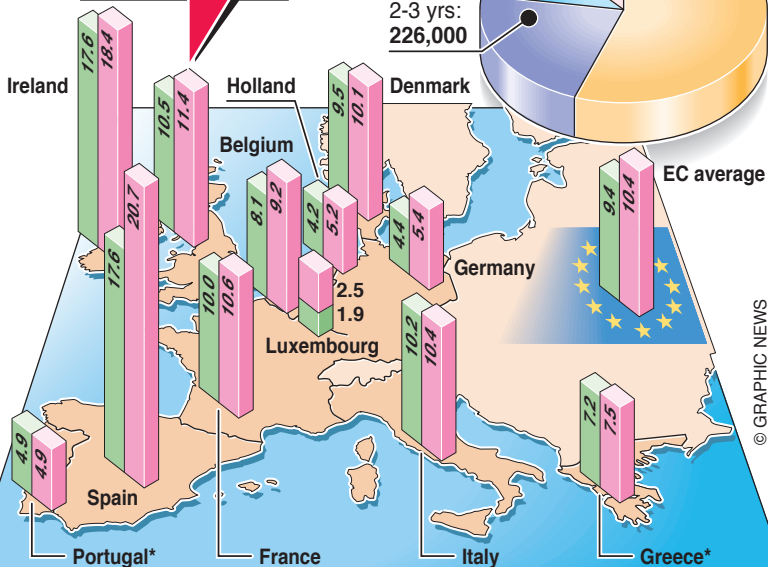 2-3 yrs:
226,000
Ireland
17.6
18.4
10.5
11.4
Holland
9.5
10.1
Denmark
Belgium
8.1
9.2
4.2
5.2
4.4
5.4
Germany
EC average
9.4
10.4
17.6
20.7
10.0
10.6
2.5
1.9
Luxembourg
10.2
10.4
7.2
7.5
4.9
4.9
Spain
Portugal*
France
Italy
Greece*
© GRAPHIC NEWS